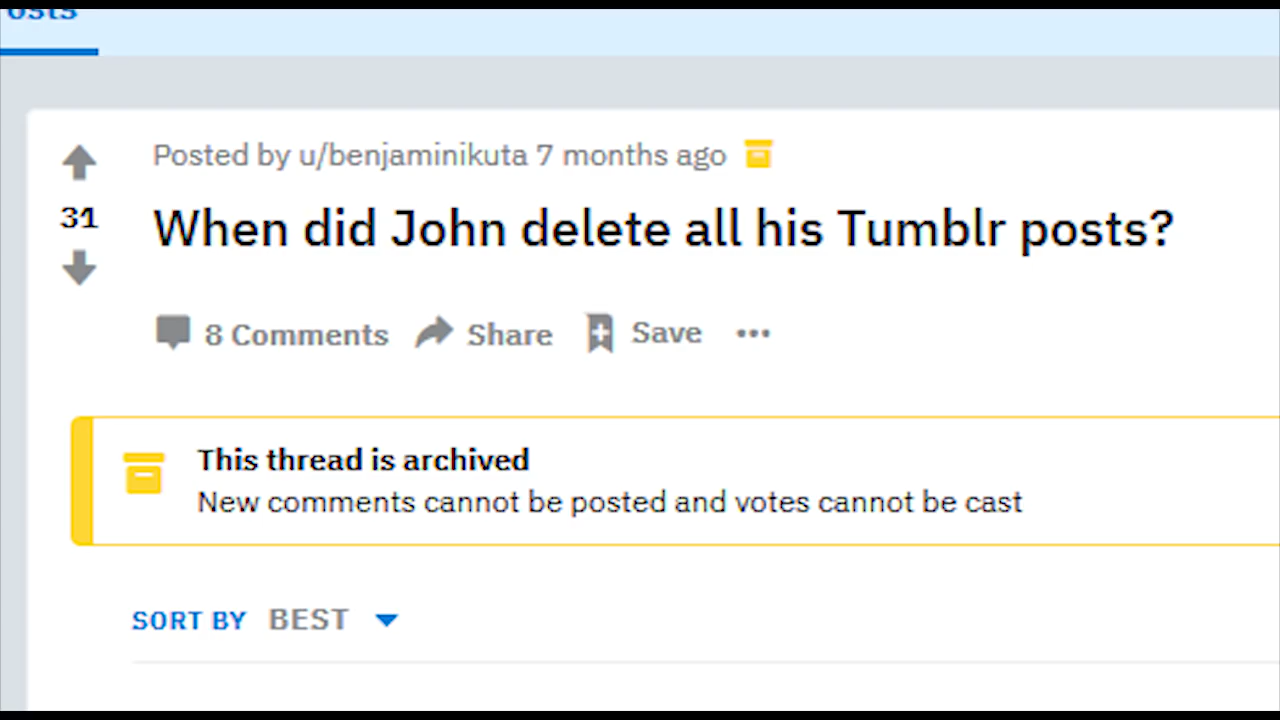 osts
Posted by u/benjaminikuta 7 months ago
31
When did John delete all his Tumblr posts?
8 Comments Share Save •••
This thread is archived
New comments cannot be posted and votes cannot be cast
SORT BY BEST